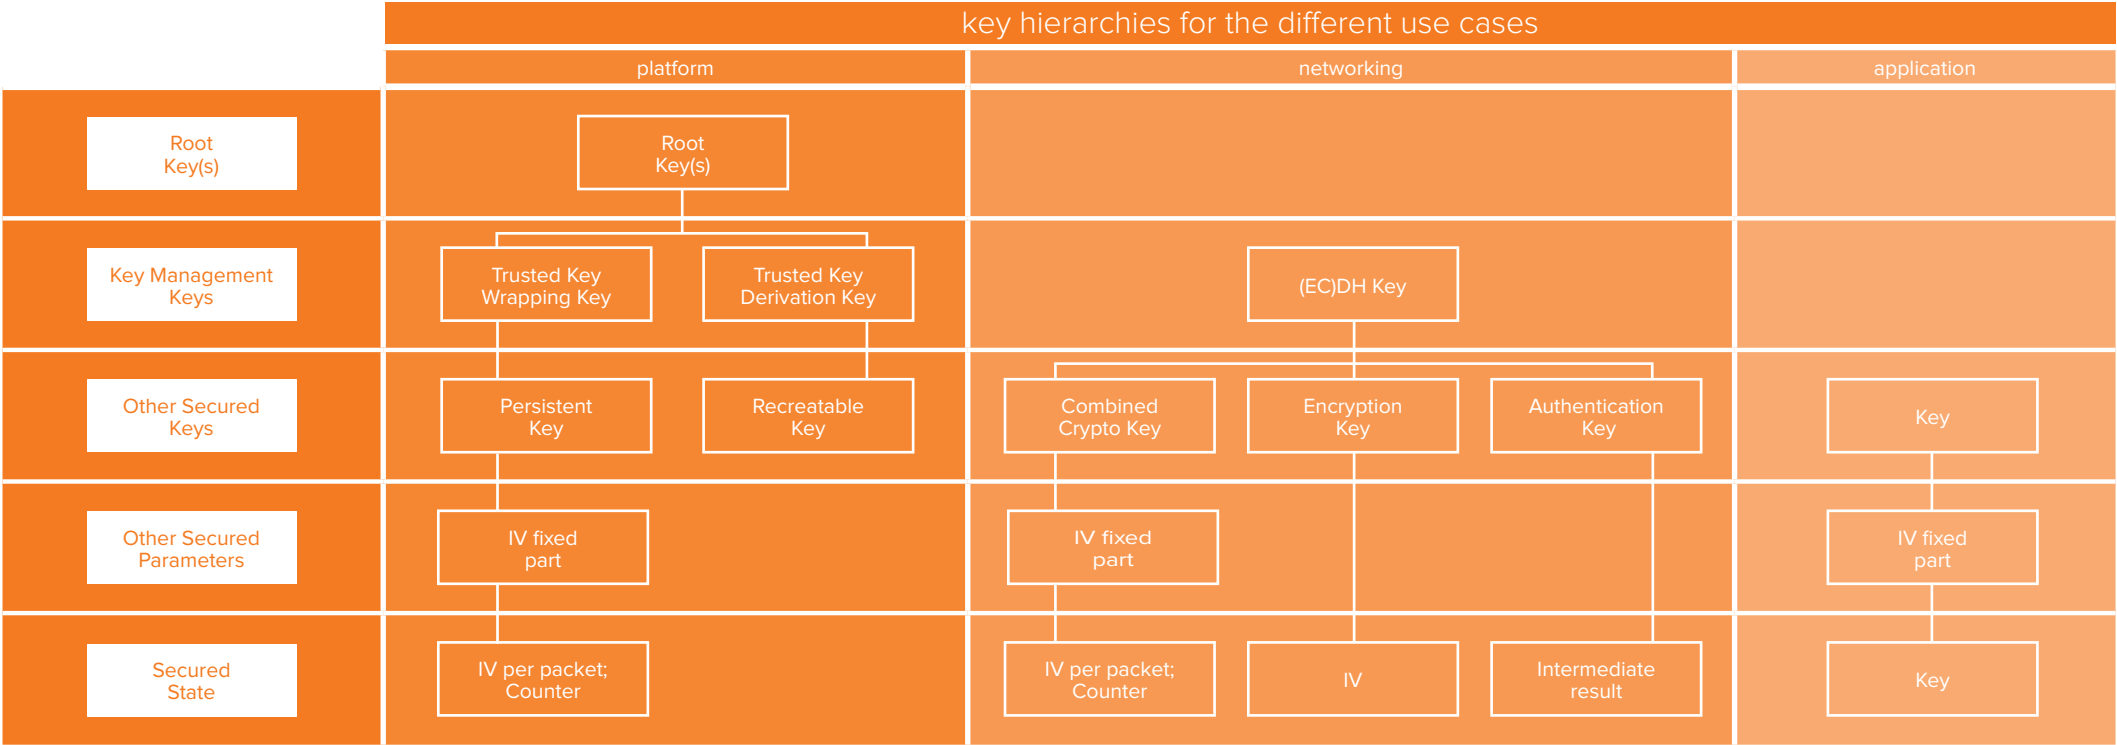 key hierarchies for the different use cases
platform
networking
application
Root
Key(s)
Root
Key(s)
Key Management
Keys
Trusted Key
Wrapping Key
Trusted Key
Derivation Key
(EC)DH Key
Other Secured
Keys
Persistent
Key
Recreatable
Key
Combined
Crypto Key
Encryption
Key
Authentication
Key
Key
Other Secured
Parameters
IV fixed
part
IV fixed
part
IV fixed
part
Secured
State
IV per packet;
Counter
IV per packet;
Counter
IV
Intermediate
result
Key